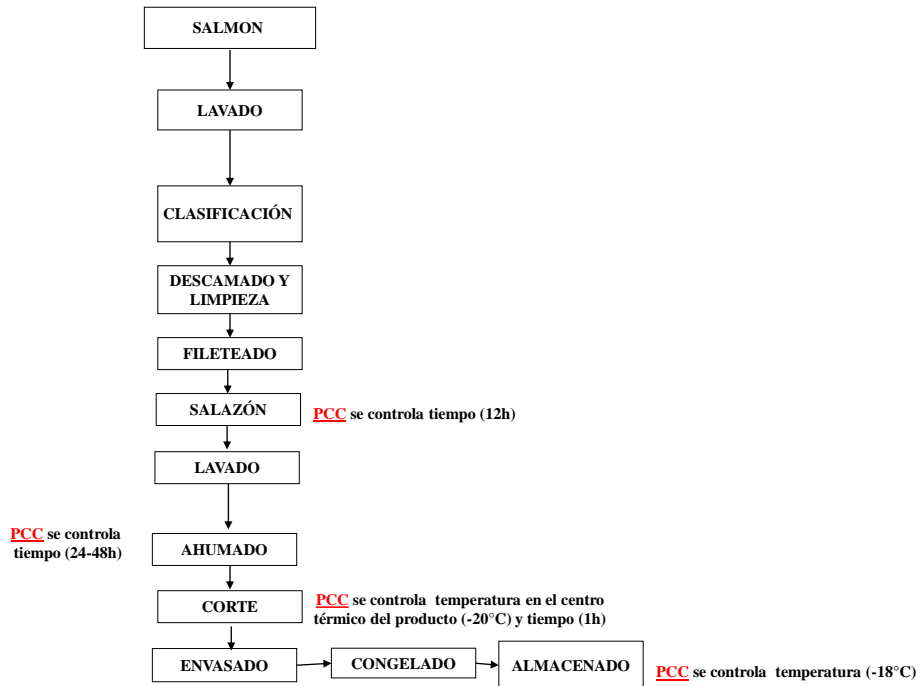 SALMON
LAVADO
CLASIFICACIÓN
DESCAMADO Y
LIMPIEZA
FILETEADO
SALAZÓN
PCC se controla tiempo (12h)
LAVADO
PCC se controla
tiempo (24-48h)
AHUMADO
CORTE
PCC se controla temperatura en el centro
térmico del producto (-20°C) y tiempo (1h)
ENVASADO
CONGELADO
ALMACENADO
PCC se controla temperatura (-18°C)